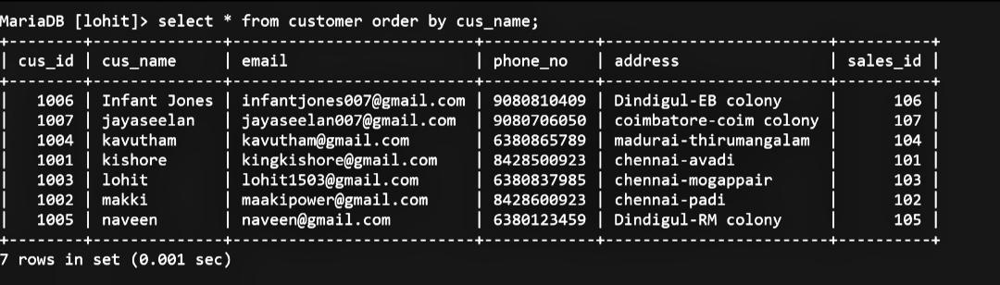 MariaDB [lohit]> select * from customer order by cus_name;
+--------+--------------+--------------------------+------------+-------------------------+----------+
| cus_id | cus_name     | email                    | phone_no   | address                 | sales_id |
+--------+--------------+--------------------------+------------+-------------------------+----------+
|   1006 | Infant Jones | infantjones007@gmail.com | 9080810409 | Dindigul-EB colony      |      106 |
|   1007 | jayaseelan   | jayaseelan007@gmail.com  | 9080706050 | coimbatore-coim colony  |      107 |
|   1004 | kavutham     | kavutham@gmail.com       | 6380865789 | madurai-thirumangalam   |      104 |
|   1001 | kishore      | kingkishore@gmail.com    | 8428500923 | chennai-avadi           |      101 |
|   1003 | lohit        | lohit1503@gmail.com      | 6380837985 | chennai-mogappair       |      103 |
|   1002 | makki        | maakipower@gmail.com     | 8428600923 | chennai-padi            |      102 |
|   1005 | naveen       | naveen@gmail.com         | 6380123459 | Dindigul-RM colony      |      105 |
+--------+--------------+--------------------------+------------+-------------------------+----------+
7 rows in set (0.001 sec)